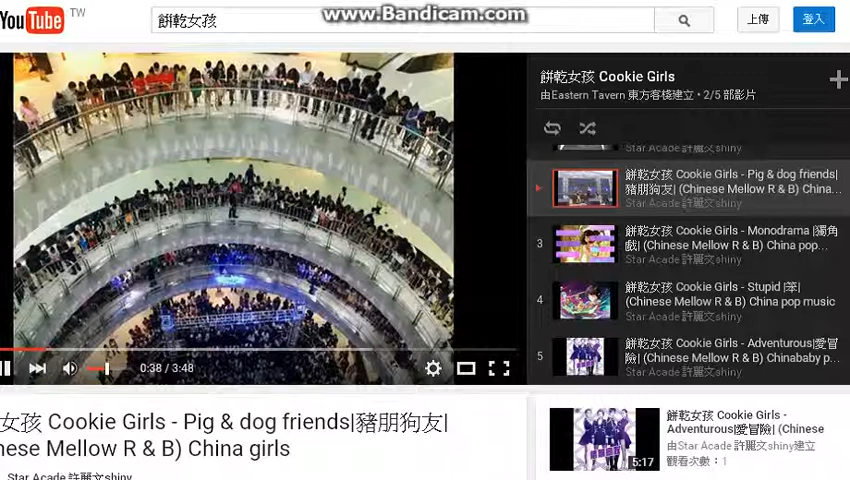 YouTube TW
餅乾女孩
www.Bandicam.com
上傳
登入
餅乾女孩 Cookie Girls
由Eastern Tavern 東方客棧建立 • 2/5 部影片
Star Acade 許麗文shiny
餅乾女孩 Cookie Girls - Pig & dog friends|
豬朋狗友| (Chinese Mellow R & B) China...
Star Acade 許麗文shiny
3
餅乾女孩 Cookie Girls - Monodrama |獨角
戲| (Chinese Mellow R & B) China pop...
Star Acade 許麗文shiny
4
餅乾女孩 Cookie Girls - Stupid |笨|
(Chinese Mellow R & B) China pop music
Star Acade 許麗文shiny
5
餅乾女孩 Cookie Girls - Adventurous|愛冒
險| (Chinese Mellow R & B) Chinababy p...
Star Acade 許麗文shiny
0:38 / 3:48
女孩 Cookie Girls - Pig & dog friends|豬朋狗友|
nese Mellow R & B) China girls
Star Acade 許麗文shiny
餅乾女孩 Cookie Girls -
Adventurous|愛冒險| (Chinese
由Star Acade 許麗文shiny建立
觀看次數：1
5:17